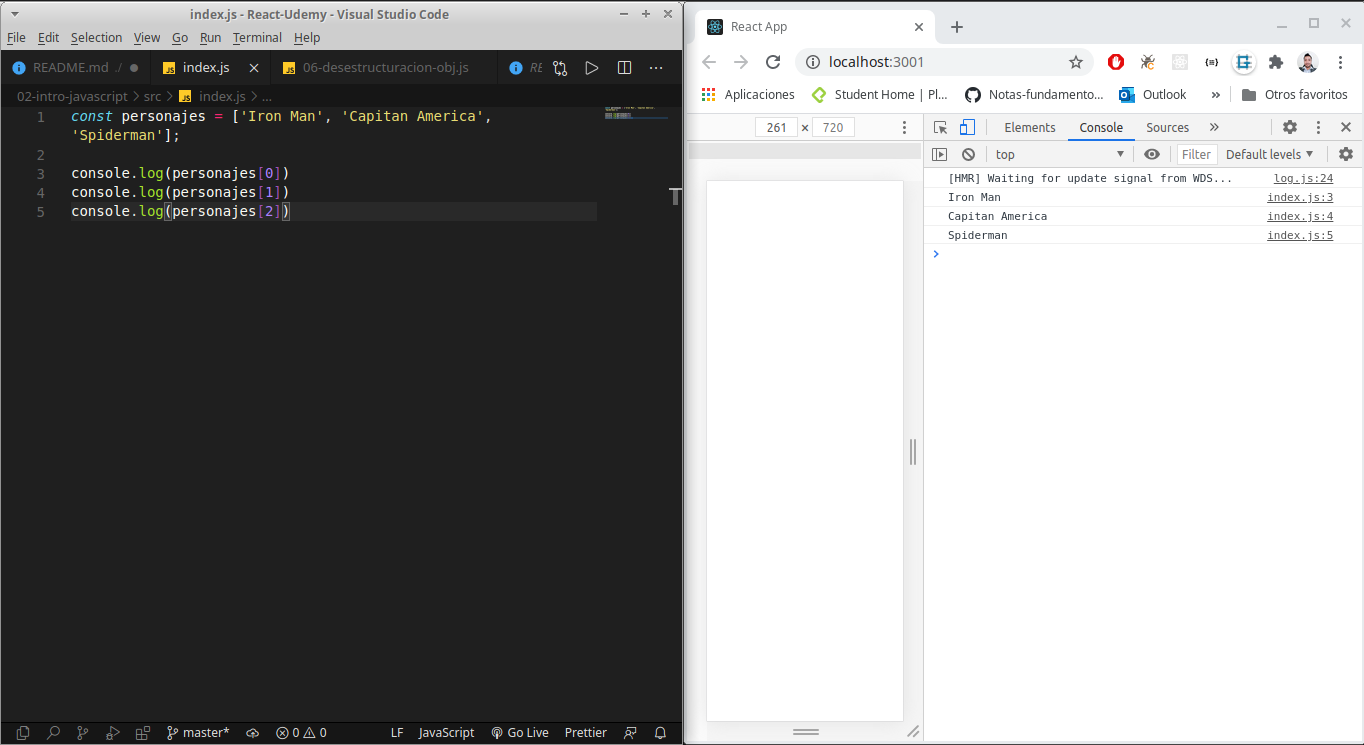 index.js - React-Udemy - Visual Studio Code
File Edit Selection View Go Run Terminal Help
README.md ./ index.js 06-desestructuracion-obj.js RE
02-intro-javascript > src > index.js > ...
1 const personajes = ['Iron Man', 'Capitan America',
'Spiderman'];
2
3 console.log(personajes[0])
4 console.log(personajes[1])
5 console.log(personajes[2])
master* 0 0 LF JavaScript Go Live Prettier
React App
localhost:3001
Aplicaciones Student Home | Pl... Notas-fundamento... Outlook » Otros favoritos
261 x 720
Elements Console Sources »
top Filter Default levels
[HMR] Waiting for update signal from WDS... log.js:24
Iron Man index.js:3
Capitan America index.js:4
Spiderman index.js:5
>